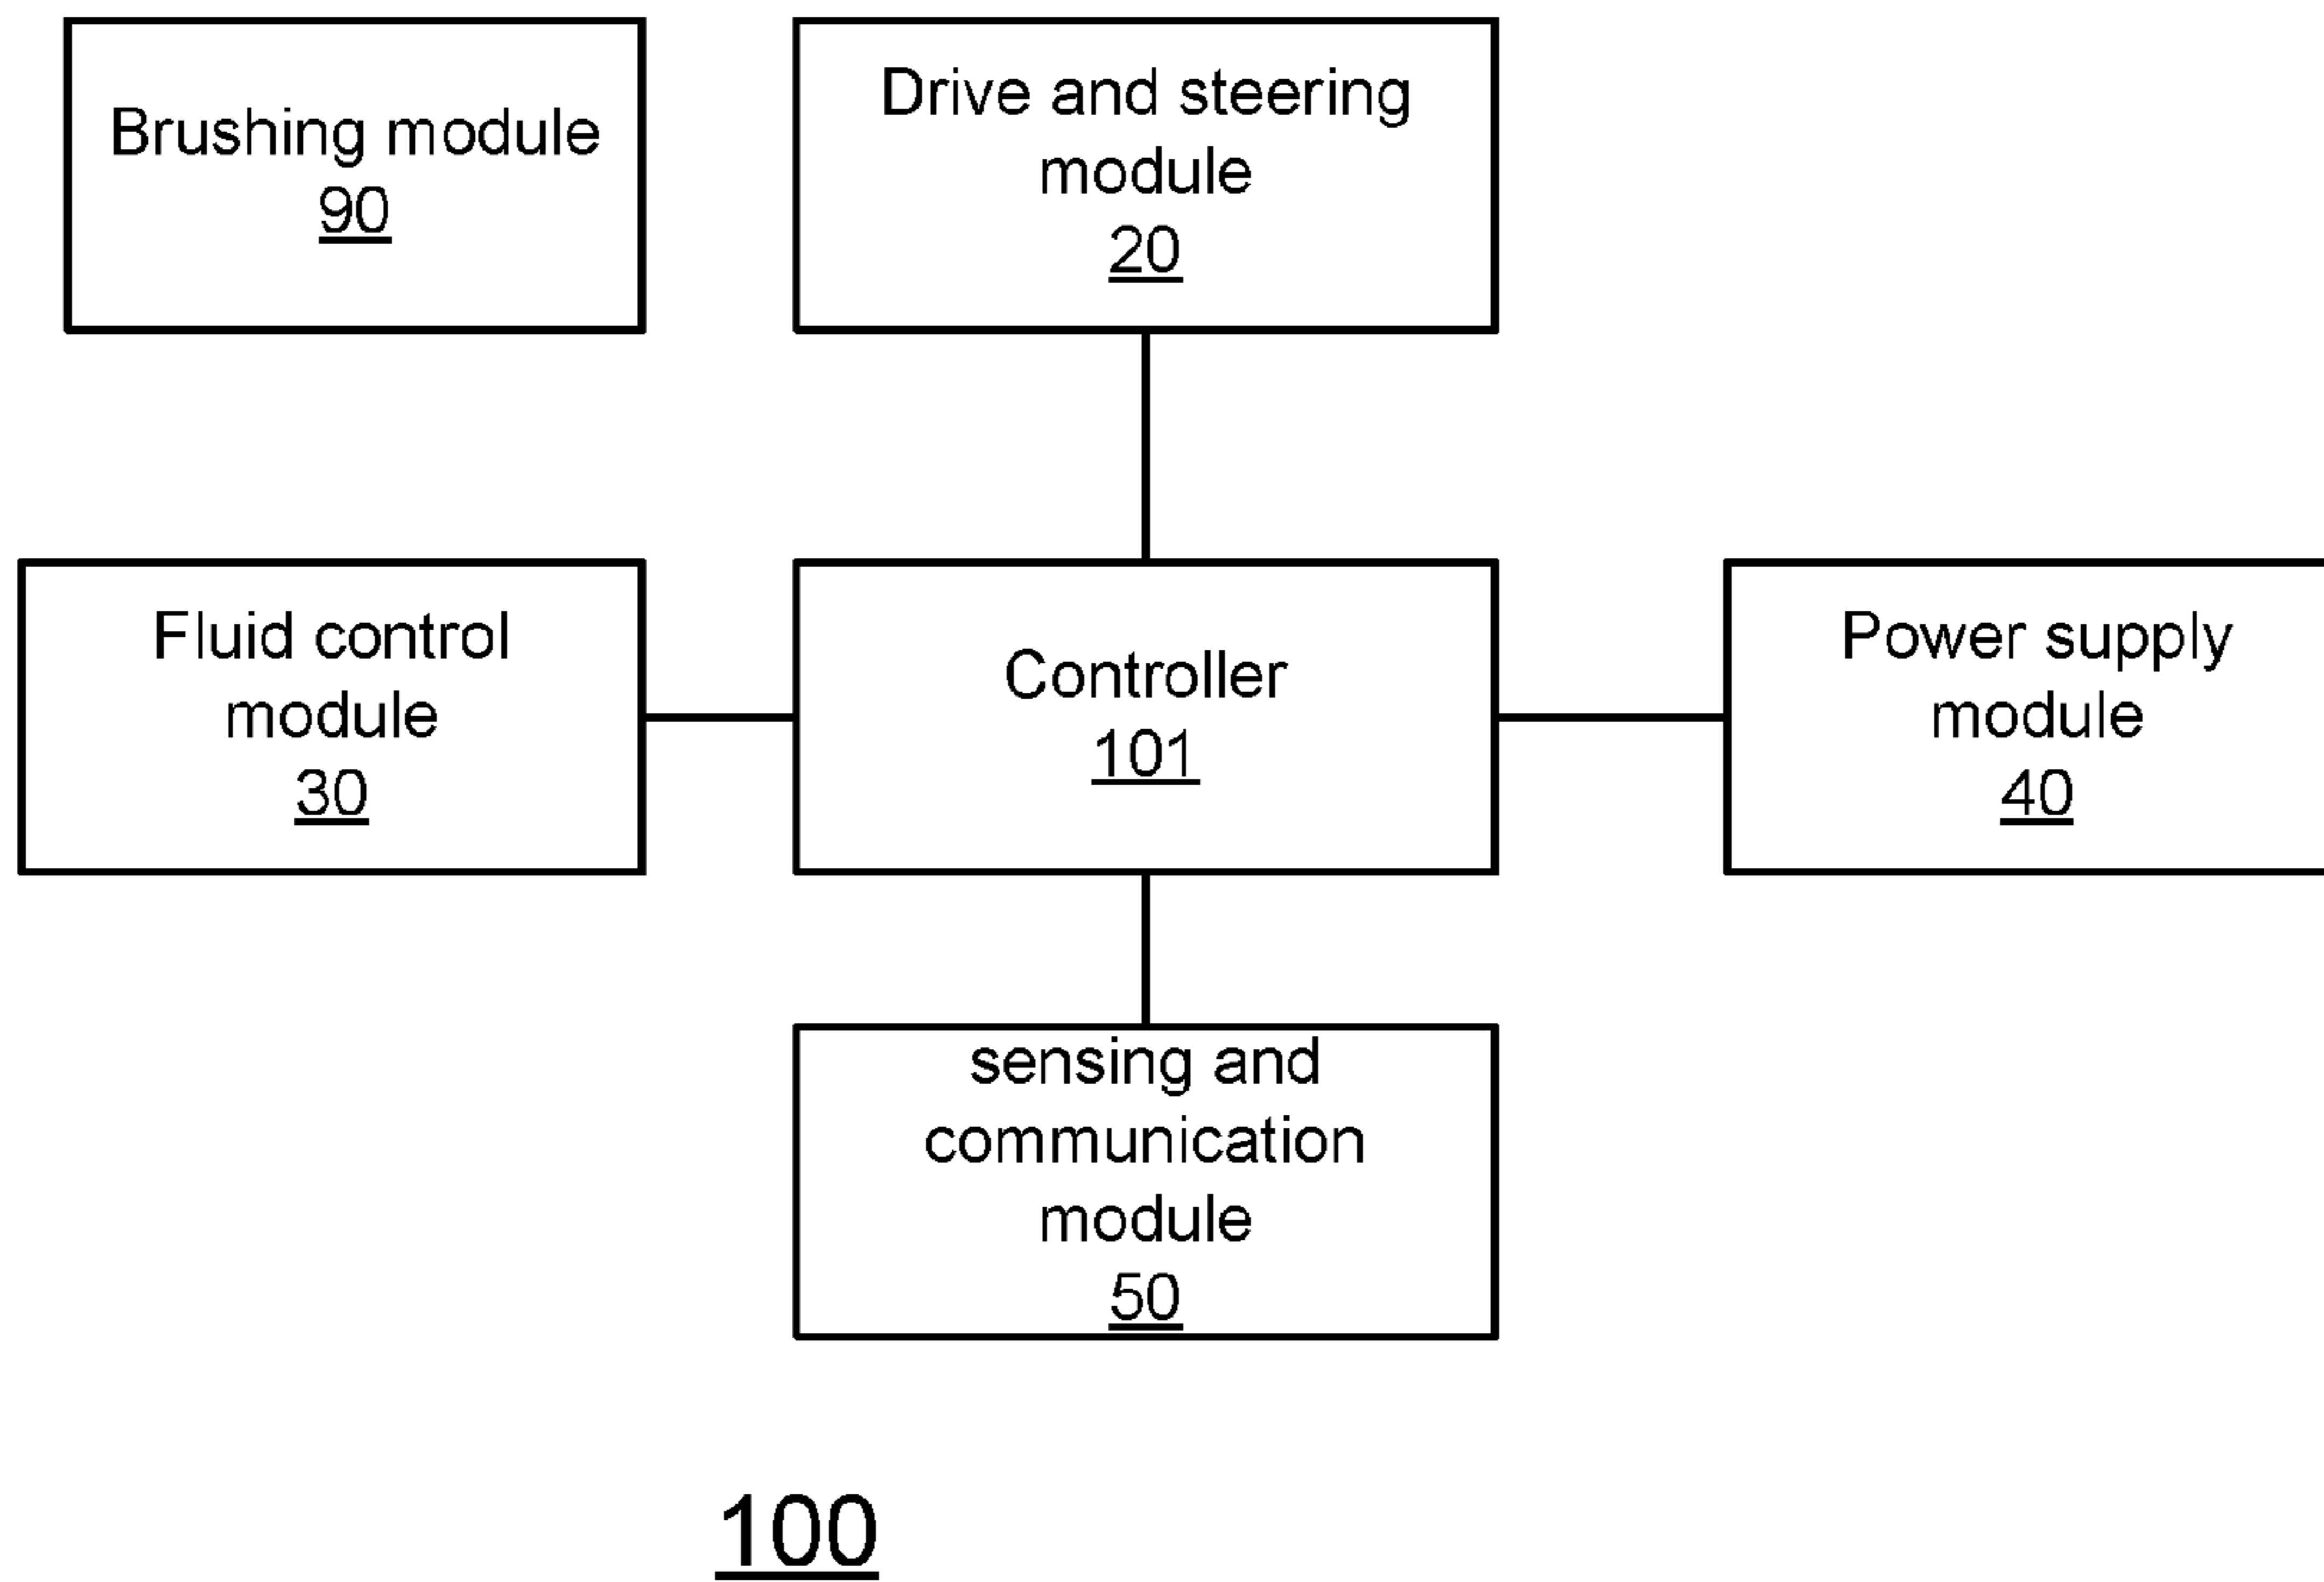 Brushing module
90
Drive and steering
module
20
Fluid control
module
30
Controller
101
Power supply
module
40
sensing and
communication
module
50
100